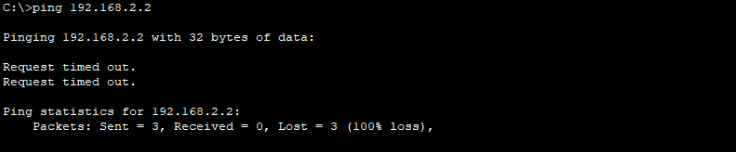 C:\>ping 192.168.2.2
Pinging 192.168.2.2 with 32 bytes of data:
Request timed out.
Request timed out.
Ping statistics for 192.168.2.2:
Packets: Sent = 3, Received = 0, Lost = 3 (100% loss),